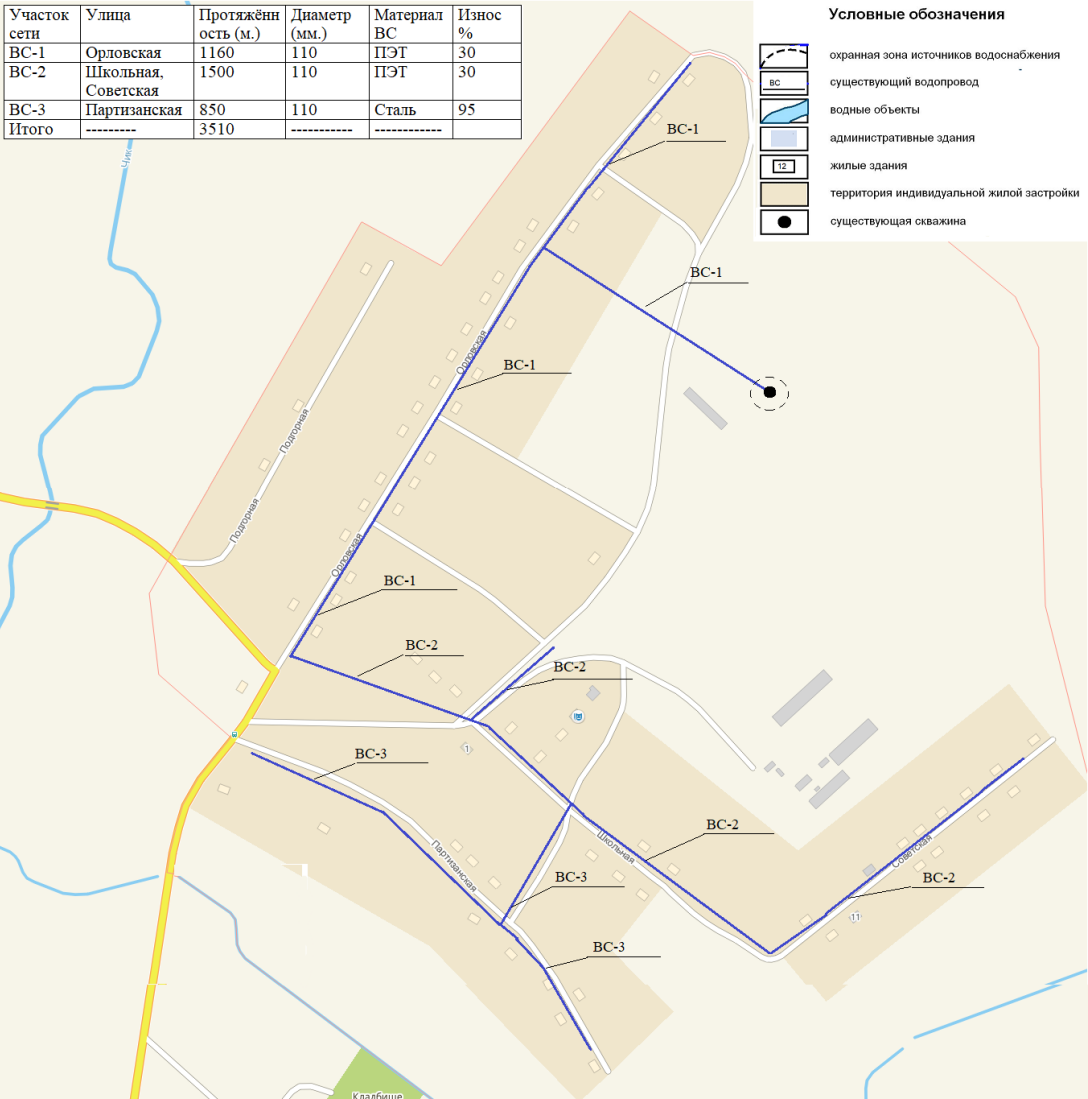 Участок Улица Протяжённ Диаметр Материал Износ
сети ость (м.) (мм.) ВС %
ВС-1 Орловская 1160 110 ПЭТ 30
ВС-2 Школьная, 1500 110 ПЭТ 30
Советская
ВС-3 Партизанская 850 110 Сталь 95
Итого --------- 3510 ----------- ------------
Условные обозначения
охранная зона источников водоснабжения
ВС существующий водопровод
водные объекты
административные здания
12 жилые здания
территория индивидуальной жилой застройки
существующая скважина
Чик
ВС-1
ВС-1
Орловская
ВС-1
Подгорная
Подгорная
Орловская
ВС-1
ВС-2
ВС-2
1
ВС-3
ВС-2
Школьная
Партизанская
Советская
ВС-3
ВС-2
11
ВС-3
Кладбище